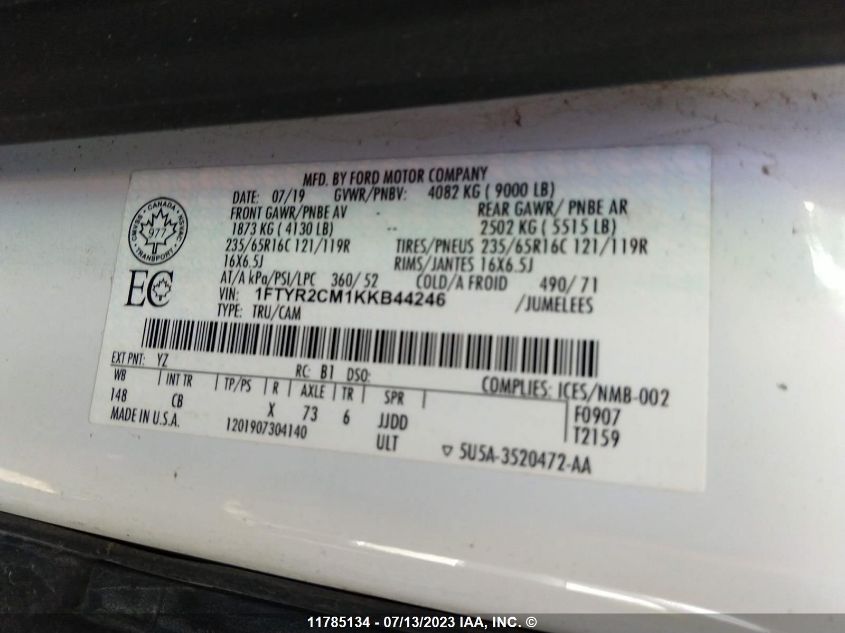 MFD. BY FORD MOTOR COMPANY
DATE: 07/19 GVWR/PNBV: 4082 KG ( 9000 LB)
FRONT GAWR/PNBE AV REAR GAWR/ PNBE AR
1873 KG ( 4130 LB) -- 2502 KG ( 5515 LB)
235/65R16C 121/119R TIRES/PNEUS 235/65R16C 121/119R
16X6.5J RIMS/JANTES 16X6.5J
AT/A kPa/PSI/LPC 360/ 52 COLD/A FROID 490/ 71
VIN: 1FTYR2CM1KKB44246 /JUMELEES
TYPE: TRU/CAM
CANADA
977
TRANSPORT
EC
EXT PNT: YZ RC: B1 DSO: COMPLIES: ICES/NMB-002
WB INT TR TP/PS R AXLE TR SPR F0907
148 CB X 73 6 JJDD T2159
MADE IN U.S.A. 1201907304140 ULT 5U5A-3520472-AA
11785134 - 07/13/2023 IAA, INC. ©